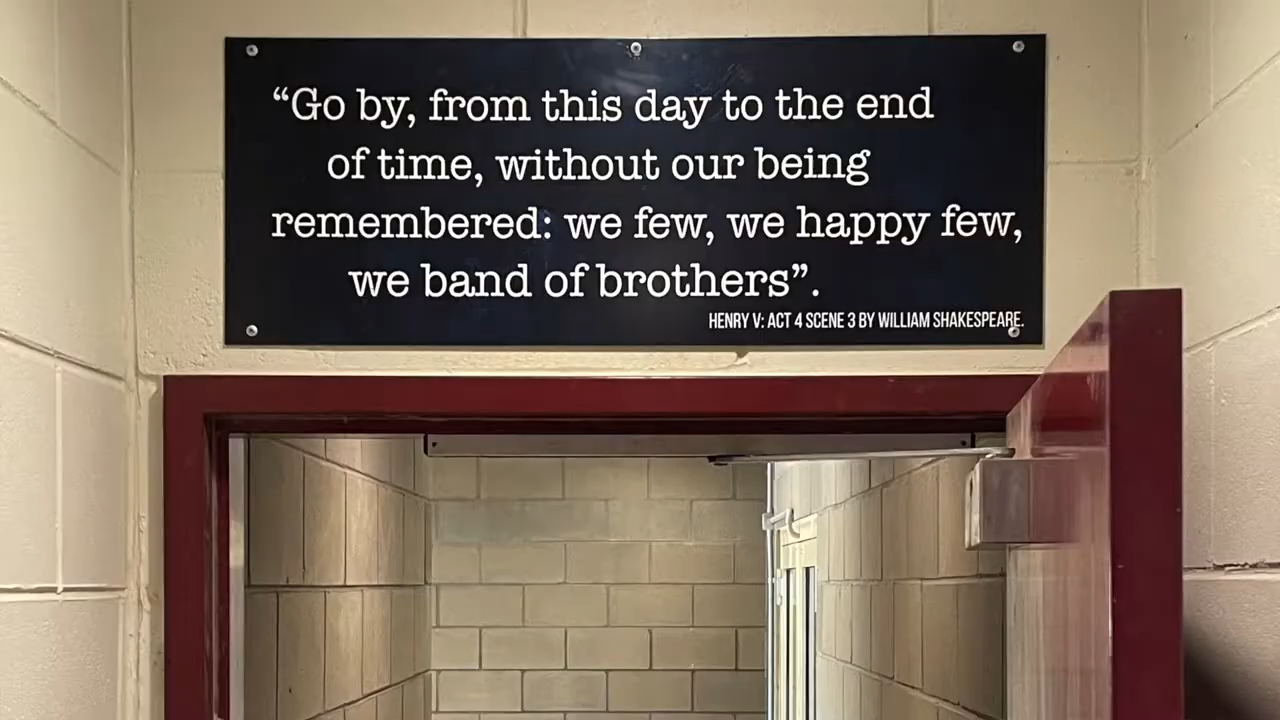 “Go by, from this day to the end
of time, without our being
remembered: we few, we happy few,
we band of brothers”.
HENRY V: ACT 4 SCENE 3 BY WILLIAM SHAKESPEARE.